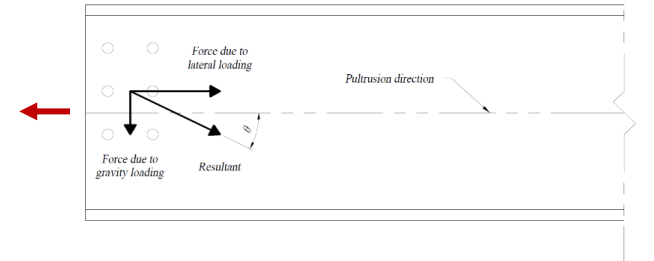 Force due to
lateral loading
Pultrusion direction
θ
Force due to
gravity loading
Resultant